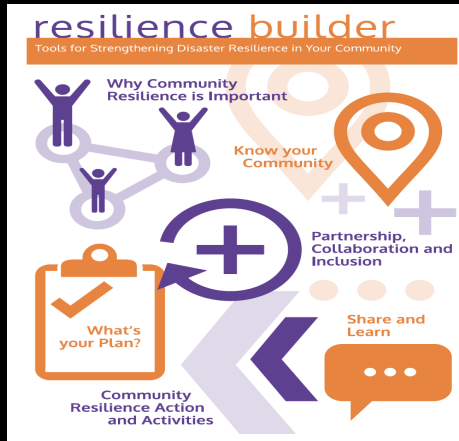 resilience builder
Tools for Strengthening Disaster Resilience in Your Community
Why Community
Resilience is Important
Know your
Community
Partnership,
Collaboration and
Inclusion
What's
your Plan?
Share and
Learn
Community
Resilience Action
and Activities